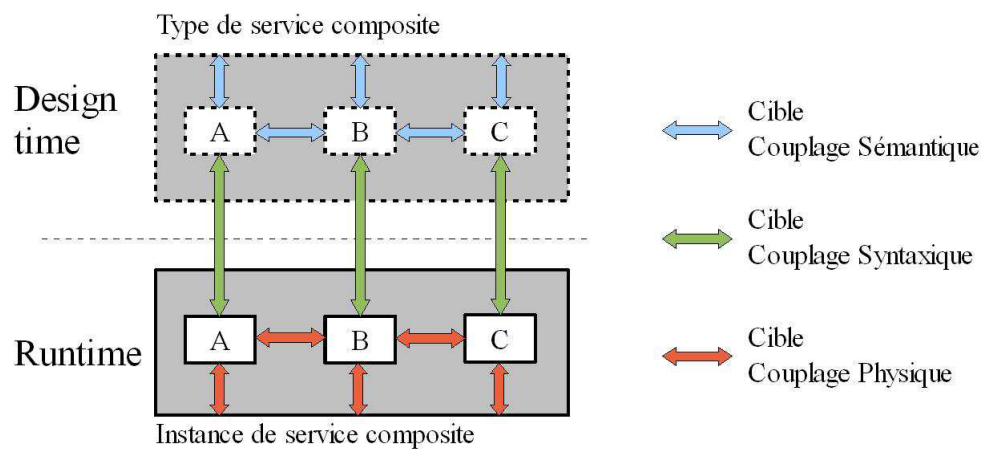 Type de service composite
Design
time
A
B
C
Cible
Couplage Sémantique
Cible
Couplage Syntaxique
Runtime
A
B
C
Cible
Couplage Physique
Instance de service composite